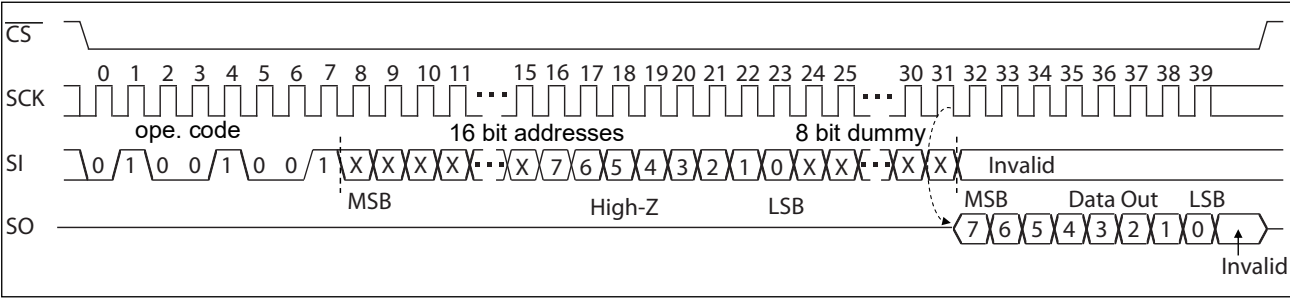 CS
0 1 2 3 4 5 6 7 8 9 10 11 15 16 17 18 19 20 21 22 23 24 25 30 31 32 33 34 35 36 37 38 39
SCK
ope. code 16 bit addresses 8 bit dummy
SI 0 1 0 0 1 0 0 1 X X X X X 7 6 5 4 3 2 1 0 X X X X Invalid
MSB High-Z LSB MSB Data Out LSB
SO 7 6 5 4 3 2 1 0
Invalid